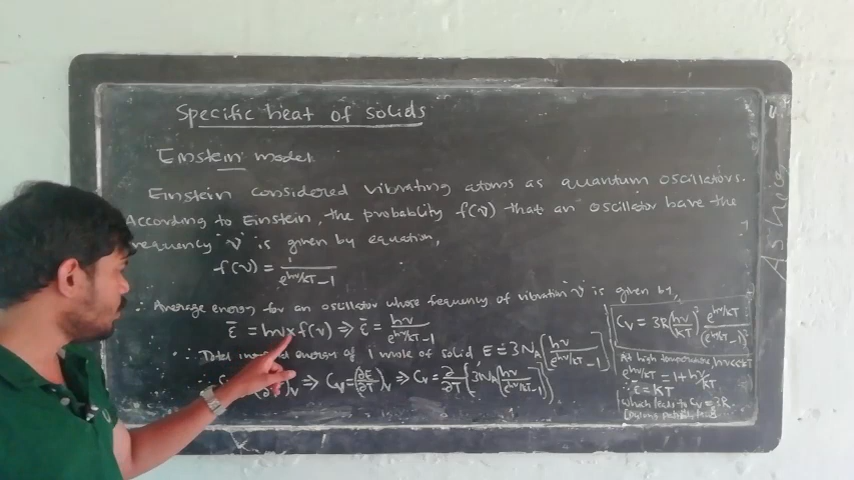 Specific heat of solids
Einstein model.
Einstein considered vibrating atoms as quantum oscillators.
According to Einstein, the probablity f(ν) that an oscillator have the
frequency 'ν' is given by equation,
f(ν) = 1/(e^{hν/kT} − 1)
∴ Average energy for an oscillator whose fequency of vibration 'ν' is given by,
ε̄ = hν × f(ν) ⇒ ε̄ = hν/(e^{hν/kT} − 1)
∴ Total internal energy of 1 mole of solid E = 3N_A [hν/(e^{hν/kT} − 1)]
⇒ C_V = (∂E/∂T)_V ⇒ C_V = ∂/∂T [3N_A (hν/(e^{hν/kT} − 1))]
C_V = 3R (hν/kT)² e^{hν/kT}/(e^{hν/kT} − 1)²
At high temperature, hν<<kT
e^{hν/kT} = 1 + hν/kT
∴ ε̄ = kT
which leads to C_V = 3R.